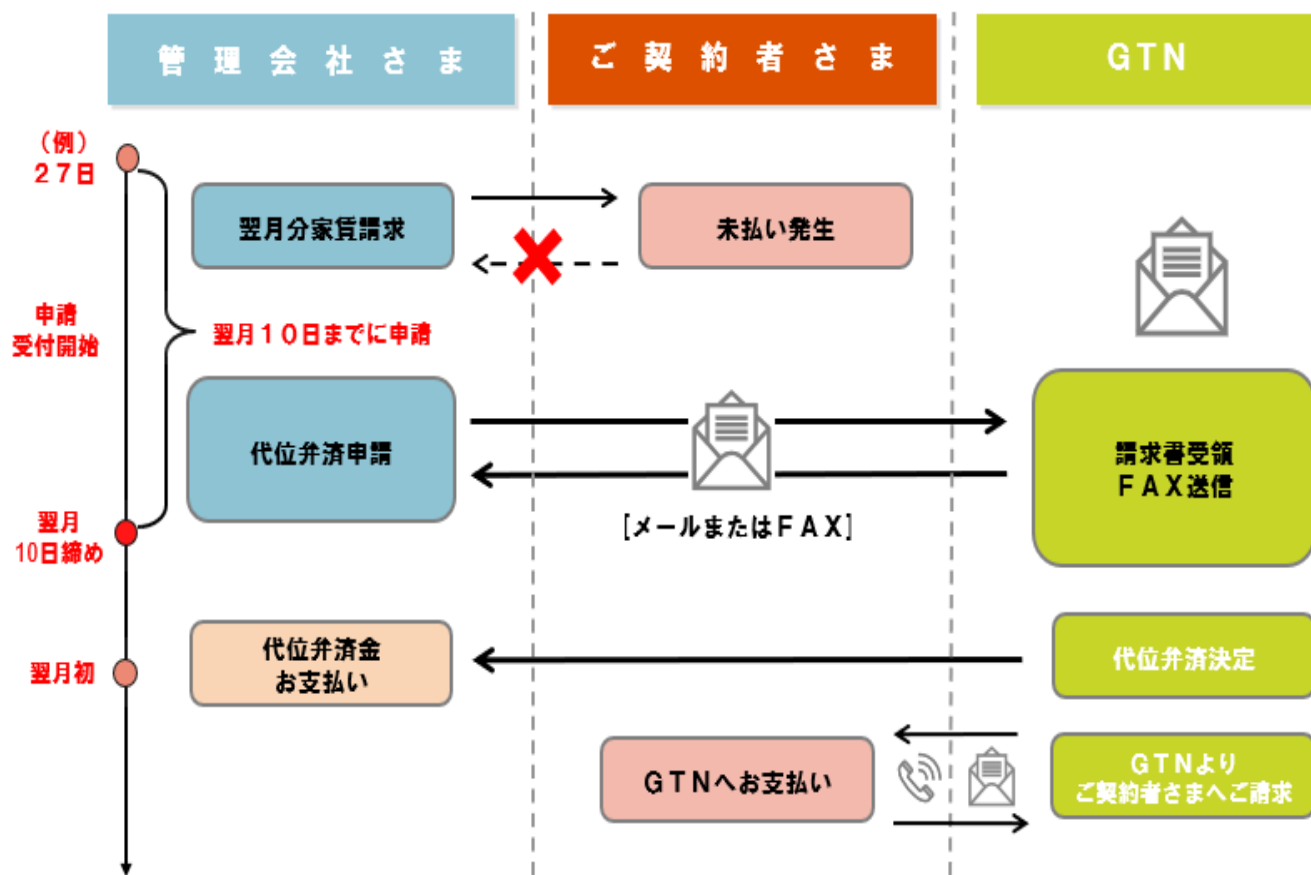 管理会社さま
ご契約者さま
GTN
（例）
２７日
翌月分家賃請求
未払い発生
申請
受付開始
翌月１０日までに申請
代位弁済申請
請求書受領
ＦＡＸ送信
[メールまたはＦＡＸ]
翌月
10日締め
代位弁済金
お支払い
代位弁済決定
翌月初
ＧＴＮへお支払い
ＧＴＮより
ご契約者さまへご請求